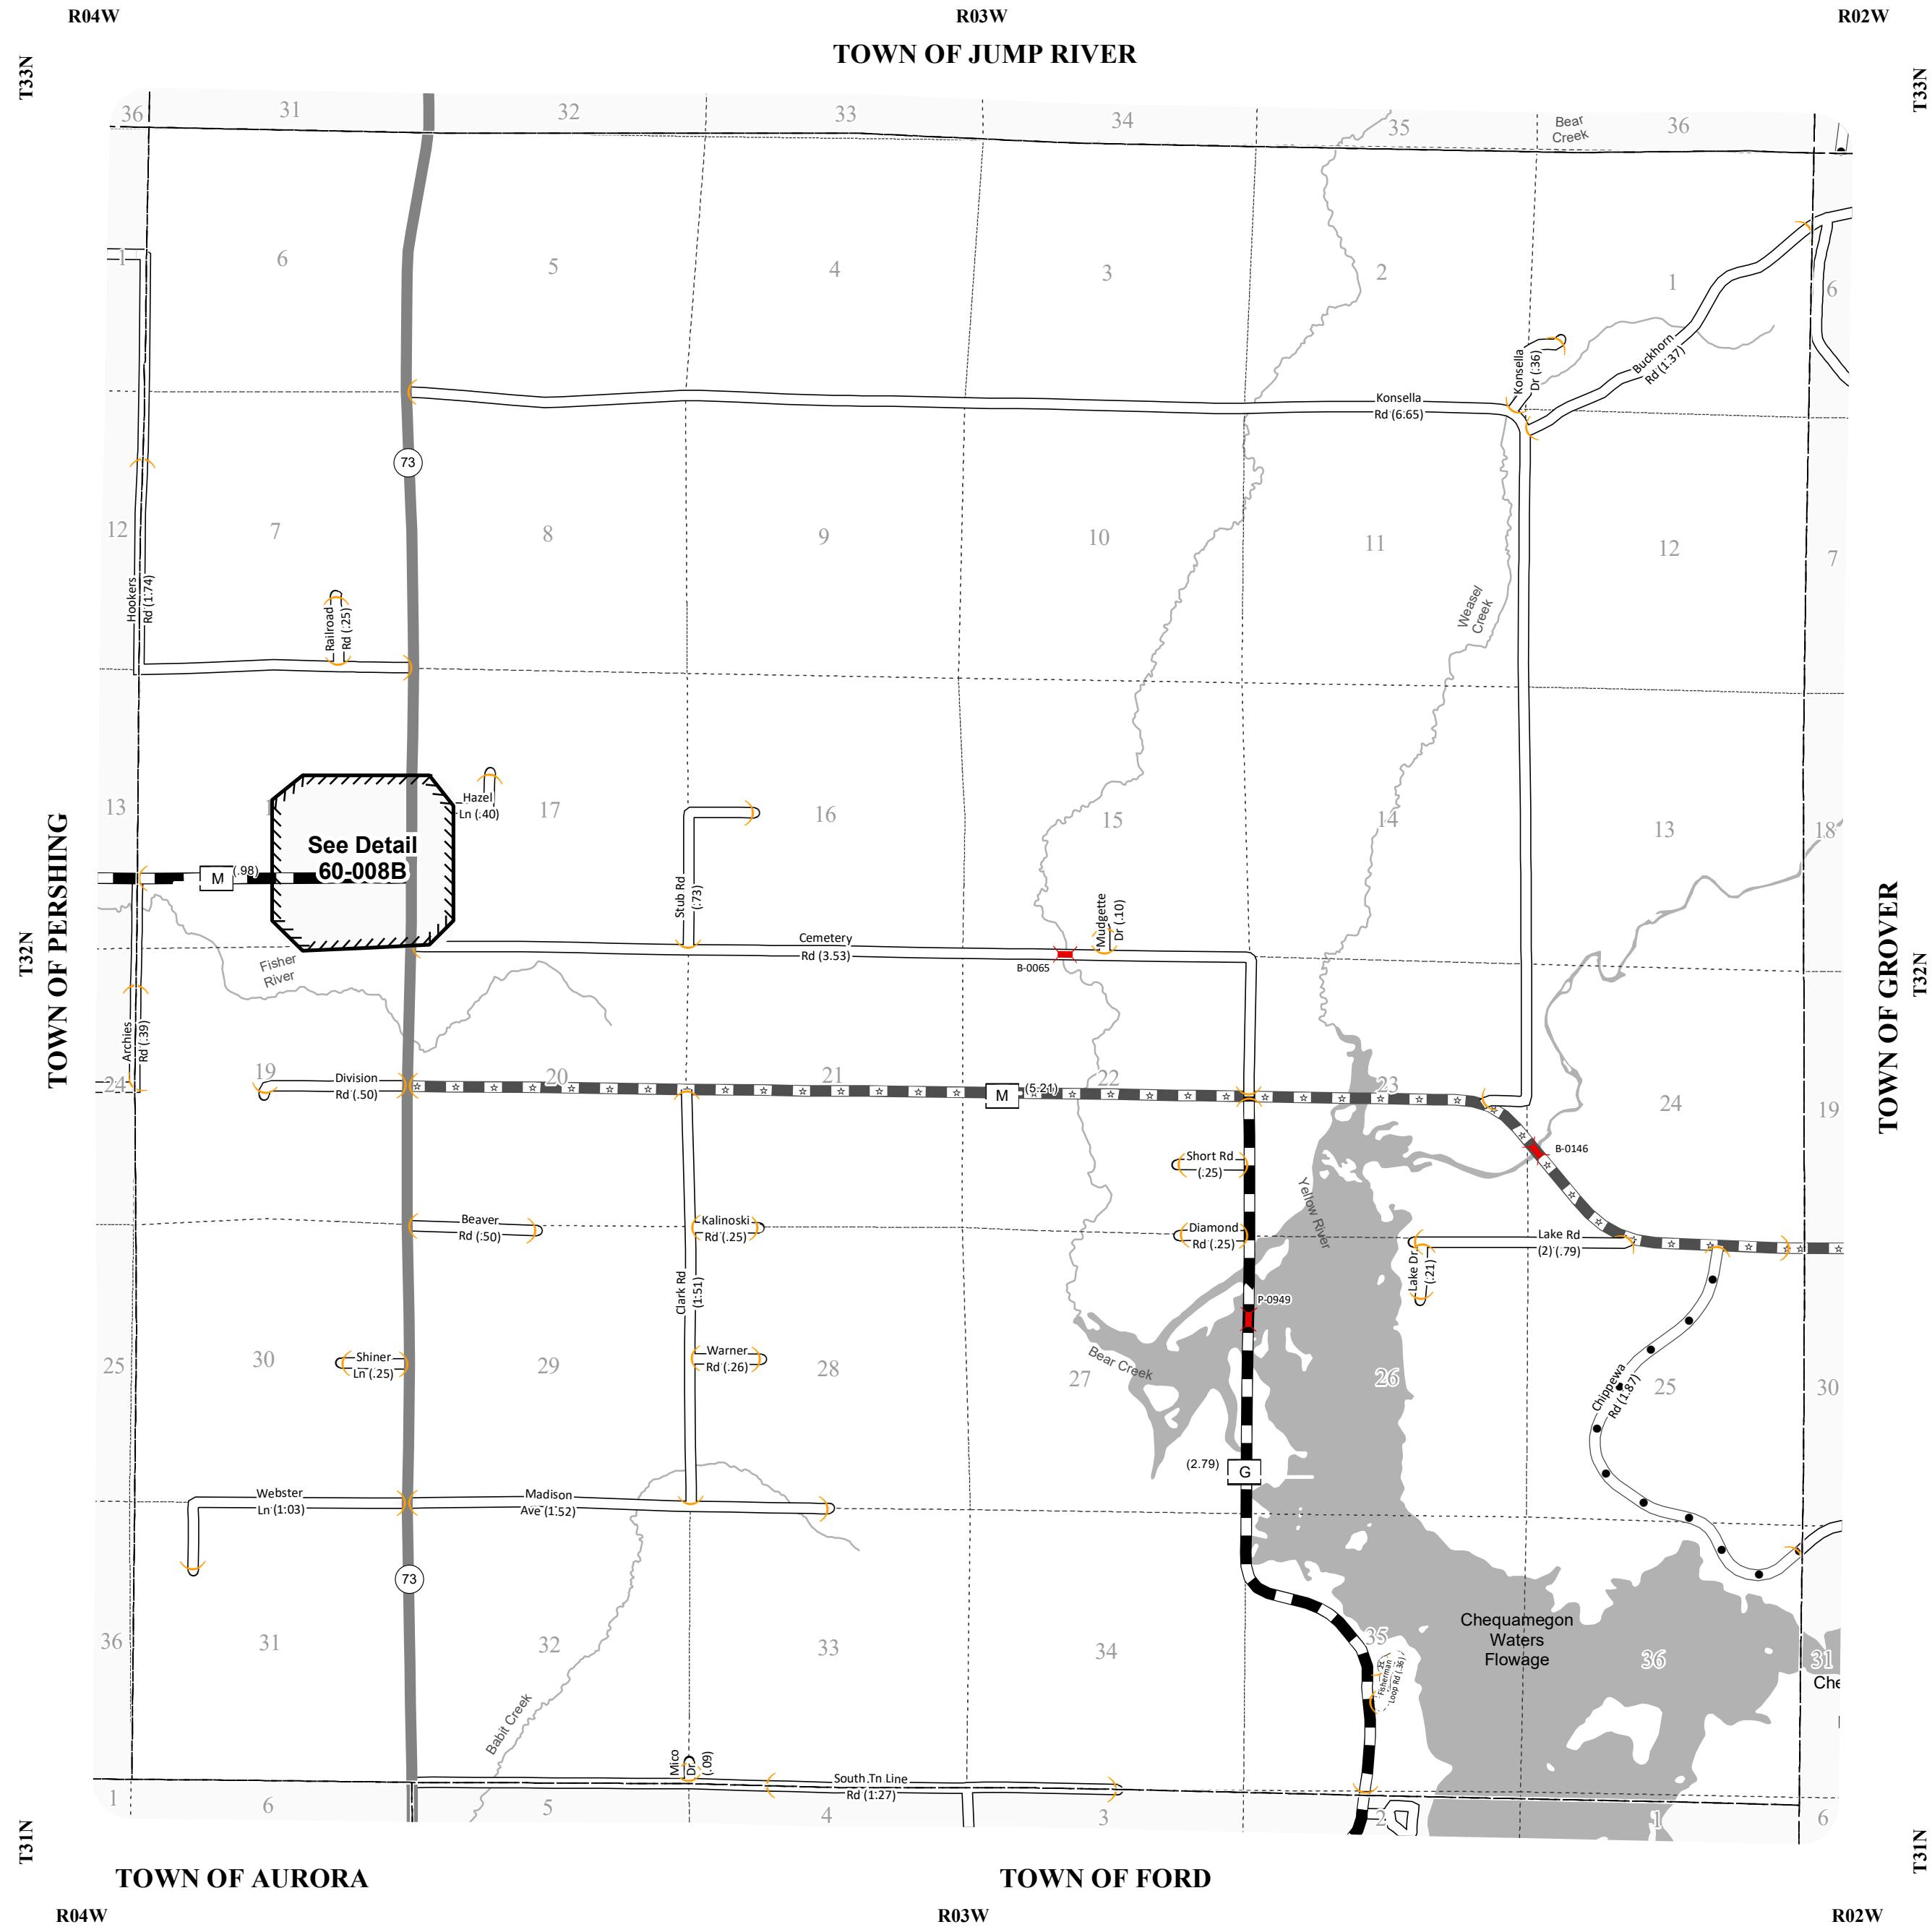 R04W
R03W
R02W
TOWN OF JUMP RIVER
T33N
T33N
36
31
32
33
34
35
36
Bear
Creek
1
6
5
4
3
2
1
6
Konsella
Dr (.36)
Buckhorn
Rd (1.37)
Konsella
Rd (6.65)
73
12
7
8
9
10
11
12
7
Hookers
Rd (1.74)
Railroad
Rd (.25)
Weasel
Creek
13
Hazel
Ln (.40)
17
16
15
14
13
18
See Detail
60-008B
M
(.98)
Stub Rd
(.73)
Mudgette
Dr (.10)
Cemetery
Rd (3.53)
B-0065
TOWN OF PERSHING
T32N
T32N
TOWN OF GROVER
Fisher
River
Archies
Rd (.39)
24
19
Division
Rd (.50)
20
21
M
(5.21)
22
23
24
19
B-0146
Short Rd
(.25)
Yellow River
Beaver
Rd (.50)
Kalinoski
Rd (.25)
Diamond
Rd (.25)
Lake Rd
(2) (.79)
Lake Dr
(.21)
Clark Rd
(1.51)
P-0949
25
30
Shiner
Ln (.25)
29
Warner
Rd (.26)
28
27
Bear Creek
26
Chippewa
Rd (1.87)
25
30
(2.79)
G
Webster
Ln (1.03)
Madison
Ave (1.52)
73
36
31
32
33
34
35
Chequamegon
Waters
Flowage
36
31
Che
Fisherman
Loop Rd (.36)
Babit Creek
Mico
Dr
(.09)
South Tn Line
Rd (1.27)
1
6
5
4
3
2
1
6
T31N
T31N
TOWN OF AURORA
TOWN OF FORD
R04W
R03W
R02W